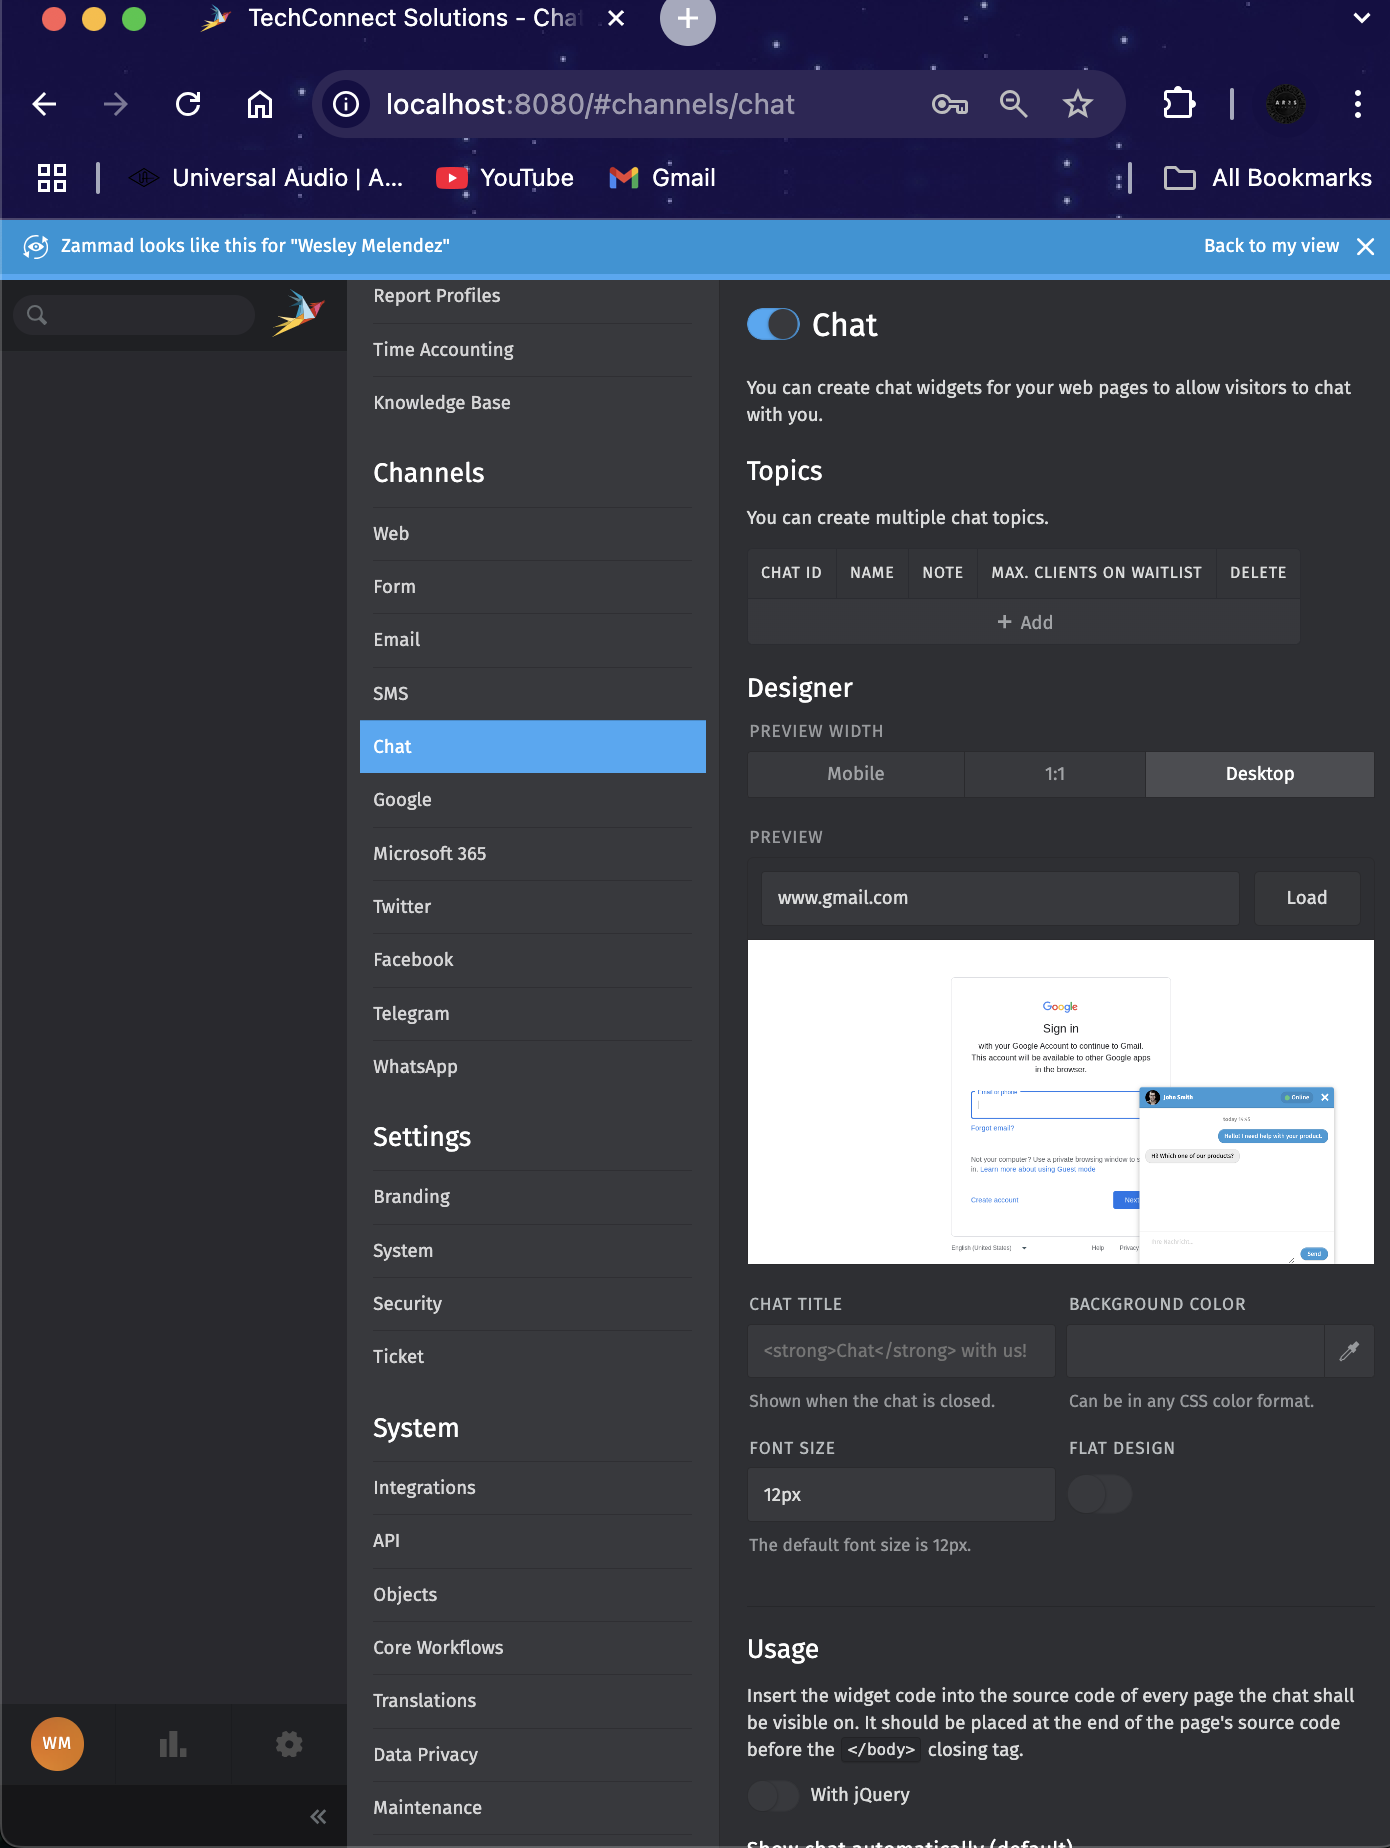 TechConnect Solutions - Cha
localhost:8080/#channels/chat
Universal Audio | A...
YouTube
Gmail
All Bookmarks
Zammad looks like this for "Wesley Melendez"
Back to my view
Report Profiles
Time Accounting
Knowledge Base
Channels
Web
Form
Email
SMS
Chat
Google
Microsoft 365
Twitter
Facebook
Telegram
WhatsApp
Settings
Branding
System
Security
Ticket
System
Integrations
API
Objects
Core Workflows
Translations
Data Privacy
Maintenance
WM
Chat
You can create chat widgets for your web pages to allow visitors to chat
with you.
Topics
You can create multiple chat topics.
CHAT ID NAME NOTE MAX. CLIENTS ON WAITLIST DELETE
+ Add
Designer
PREVIEW WIDTH
Mobile 1:1 Desktop
PREVIEW
www.gmail.com
Load
Google
Sign in
with your Google Account to continue to Gmail.
This account will be available to other Google apps
in the browser.
Email or phone
Forgot email?
Not your computer? Use a private browsing window to s
in. Learn more about using Guest mode
Create account
Next
English (United States)
Help
Privacy
John Smith
Online
today
Hello! I need help with your product.
Hi! Which one of our products?
Ihre Nachricht...
Send
CHAT TITLE
<strong>Chat</strong> with us!
Shown when the chat is closed.
BACKGROUND COLOR
Can be in any CSS color format.
FONT SIZE
12px
The default font size is 12px.
FLAT DESIGN
Usage
Insert the widget code into the source code of every page the chat shall
be visible on. It should be placed at the end of the page's source code
before the </body> closing tag.
With jQuery
Show chat automatically (default)